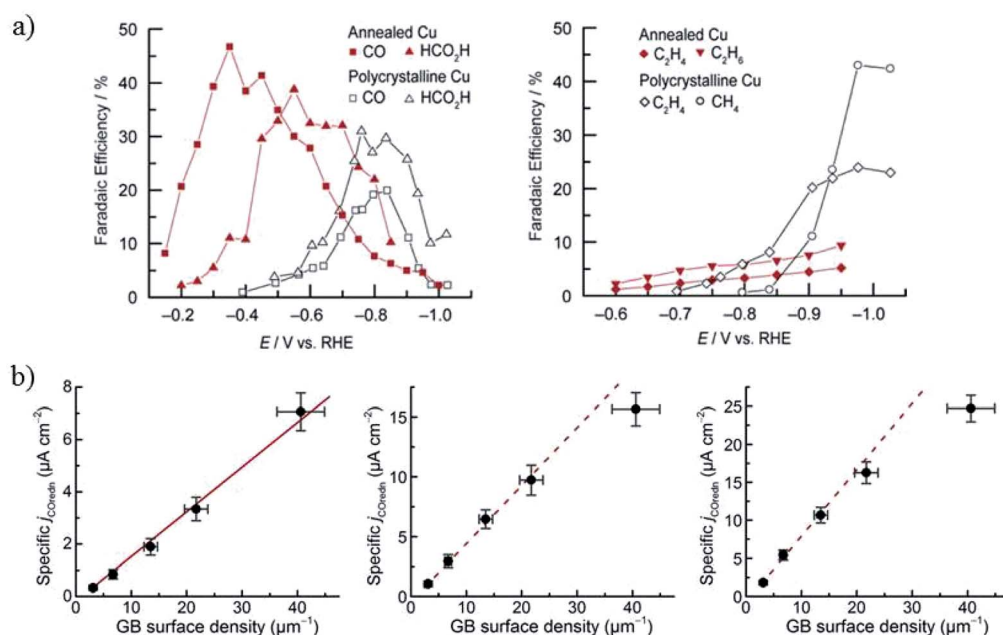 a)
Annealed Cu
CO HCO₂H
Polycrystalline Cu
CO HCO₂H
Faradaic Efficiency / %
50
40
30
20
10
0
−0.2 −0.4 −0.6 −0.8 −1.0
E / V vs. RHE
Annealed Cu
C₂H₄ C₂H₆
Polycrystalline Cu
C₂H₄ CH₄
Faradaic Efficiency / %
50
40
30
20
10
0
−0.6 −0.7 −0.8 −0.9 −1.0
E / V vs. RHE
b)
Specific jCOredn (μA cm⁻²)
8
6
4
2
0
0 10 20 30 40
GB surface density (μm⁻¹)
Specific jCOredn (μA cm⁻²)
15
10
5
0
0 10 20 30 40
GB surface density (μm⁻¹)
Specific jCOredn (μA cm⁻²)
25
20
15
10
5
0
0 10 20 30 40
GB surface density (μm⁻¹)